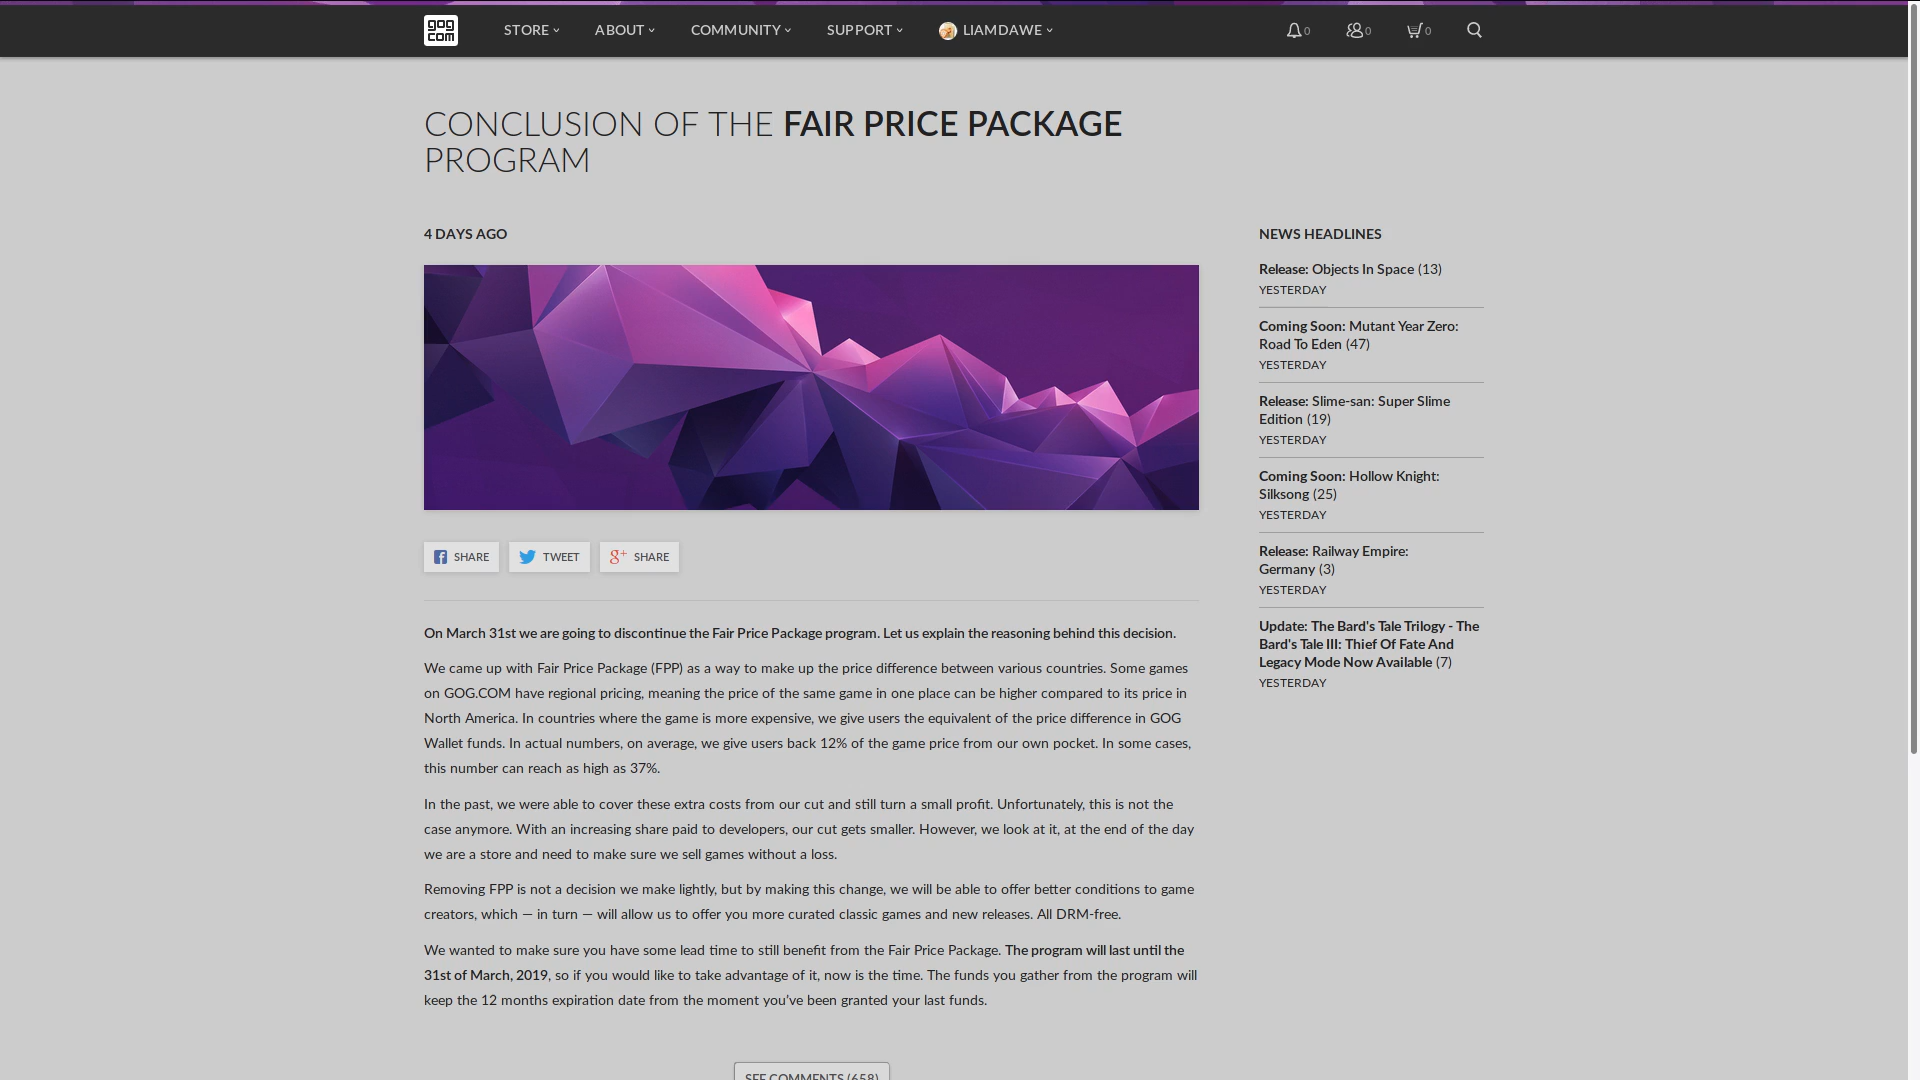 gog
com
STORE
ABOUT
COMMUNITY
SUPPORT
LIAMDAWE
0
0
0
CONCLUSION OF THE FAIR PRICE PACKAGE
PROGRAM
4 DAYS AGO
SHARE
TWEET
g+ SHARE
On March 31st we are going to discontinue the Fair Price Package program. Let us explain the reasoning behind this decision.
We came up with Fair Price Package (FPP) as a way to make up the price difference between various countries. Some games
on GOG.COM have regional pricing, meaning the price of the same game in one place can be higher compared to its price in
North America. In countries where the game is more expensive, we give users the equivalent of the price difference in GOG
Wallet funds. In actual numbers, on average, we give users back 12% of the game price from our own pocket. In some cases,
this number can reach as high as 37%.
In the past, we were able to cover these extra costs from our cut and still turn a small profit. Unfortunately, this is not the
case anymore. With an increasing share paid to developers, our cut gets smaller. However, we look at it, at the end of the day
we are a store and need to make sure we sell games without a loss.
Removing FPP is not a decision we make lightly, but by making this change, we will be able to offer better conditions to game
creators, which — in turn — will allow us to offer you more curated classic games and new releases. All DRM-free.
We wanted to make sure you have some lead time to still benefit from the Fair Price Package. The program will last until the
31st of March, 2019, so if you would like to take advantage of it, now is the time. The funds you gather from the program will
keep the 12 months expiration date from the moment you've been granted your last funds.
SEE COMMENTS (658)
NEWS HEADLINES
Release: Objects In Space (13)
YESTERDAY
Coming Soon: Mutant Year Zero:
Road To Eden (47)
YESTERDAY
Release: Slime-san: Super Slime
Edition (19)
YESTERDAY
Coming Soon: Hollow Knight:
Silksong (25)
YESTERDAY
Release: Railway Empire:
Germany (3)
YESTERDAY
Update: The Bard's Tale Trilogy - The
Bard's Tale III: Thief Of Fate And
Legacy Mode Now Available (7)
YESTERDAY